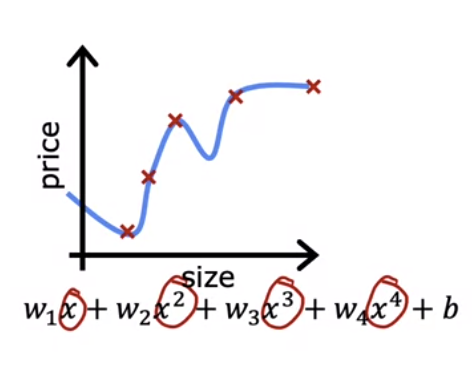 price
size
w₁x + w₂x² + w₃x³ + w₄x⁴ + b